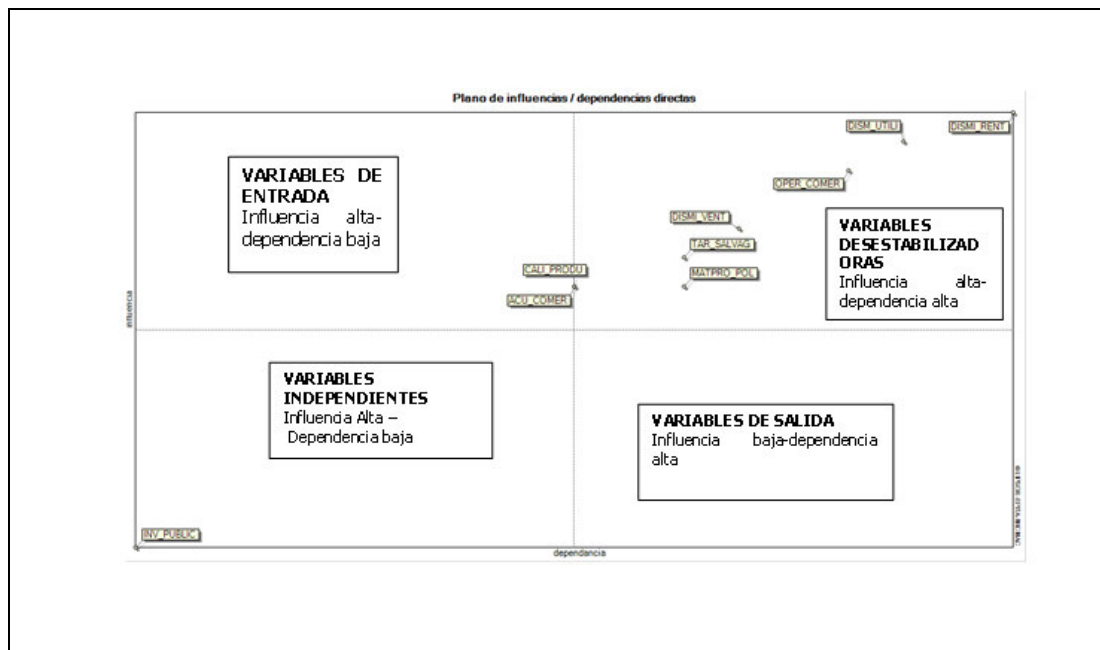 Plano de influencias / dependencias directas
DISM_UTILI
DISMI_RENT
OPER_COMER
VARIABLES DE
ENTRADA
Influencia alta-
dependencia baja
DISMI_VENT
TAR_SALVAG
MATPRO_POL
CALI_PRODU
ACU_COMER
VARIABLES
DESESTABILIZAD
ORAS
Influencia alta-
dependencia alta
influencia
VARIABLES
INDEPENDIENTES
Influencia Alta –
Dependencia baja
VARIABLES DE SALIDA
Influencia baja-dependencia
alta
INV_PUBLIC
dependancia